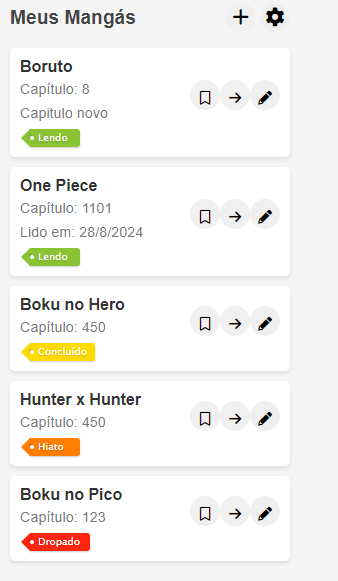 Meus Mangás
Boruto
Capítulo: 8
Capitulo novo
Lendo
One Piece
Capítulo: 1101
Lido em: 28/8/2024
Lendo
Boku no Hero
Capítulo: 450
Concluído
Hunter x Hunter
Capítulo: 450
Hiato
Boku no Pico
Capítulo: 123
Dropado